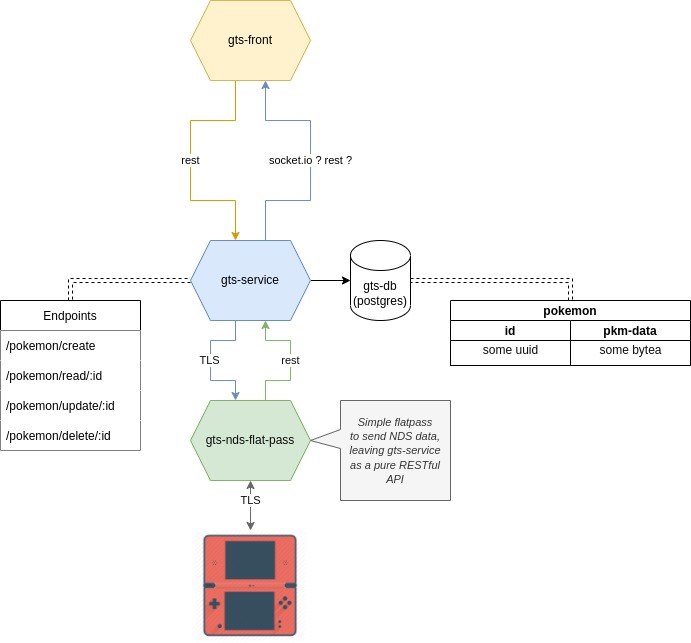 gts-front
rest
socket.io ? rest ?
gts-service
gts-db
(postgres)
Endpoints
/pokemon/create
/pokemon/read/:id
/pokemon/update/:id
/pokemon/delete/:id
pokemon
id pkm-data
some uuid some bytea
TLS
rest
gts-nds-flat-pass
Simple flatpass
to send NDS data,
leaving gts-service
as a pure RESTful
API
TLS